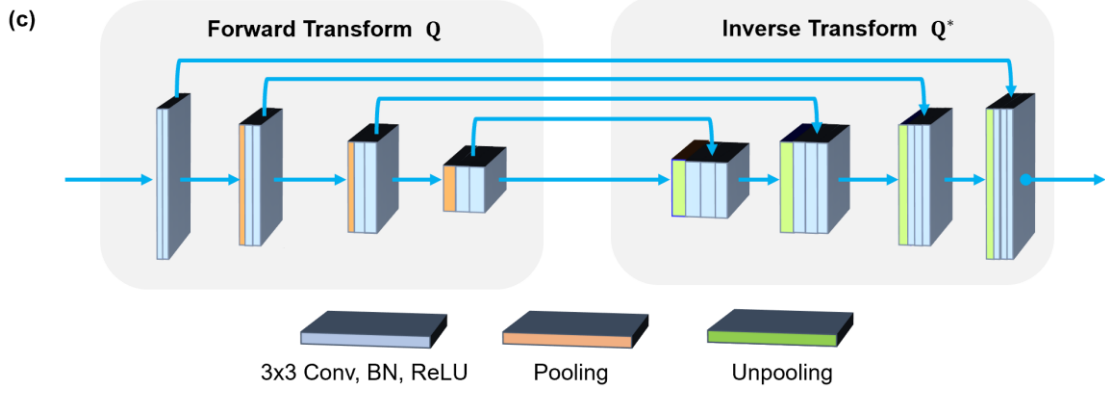 (c)
Forward Transform Q
Inverse Transform Q*
3x3 Conv, BN, ReLU
Pooling
Unpooling